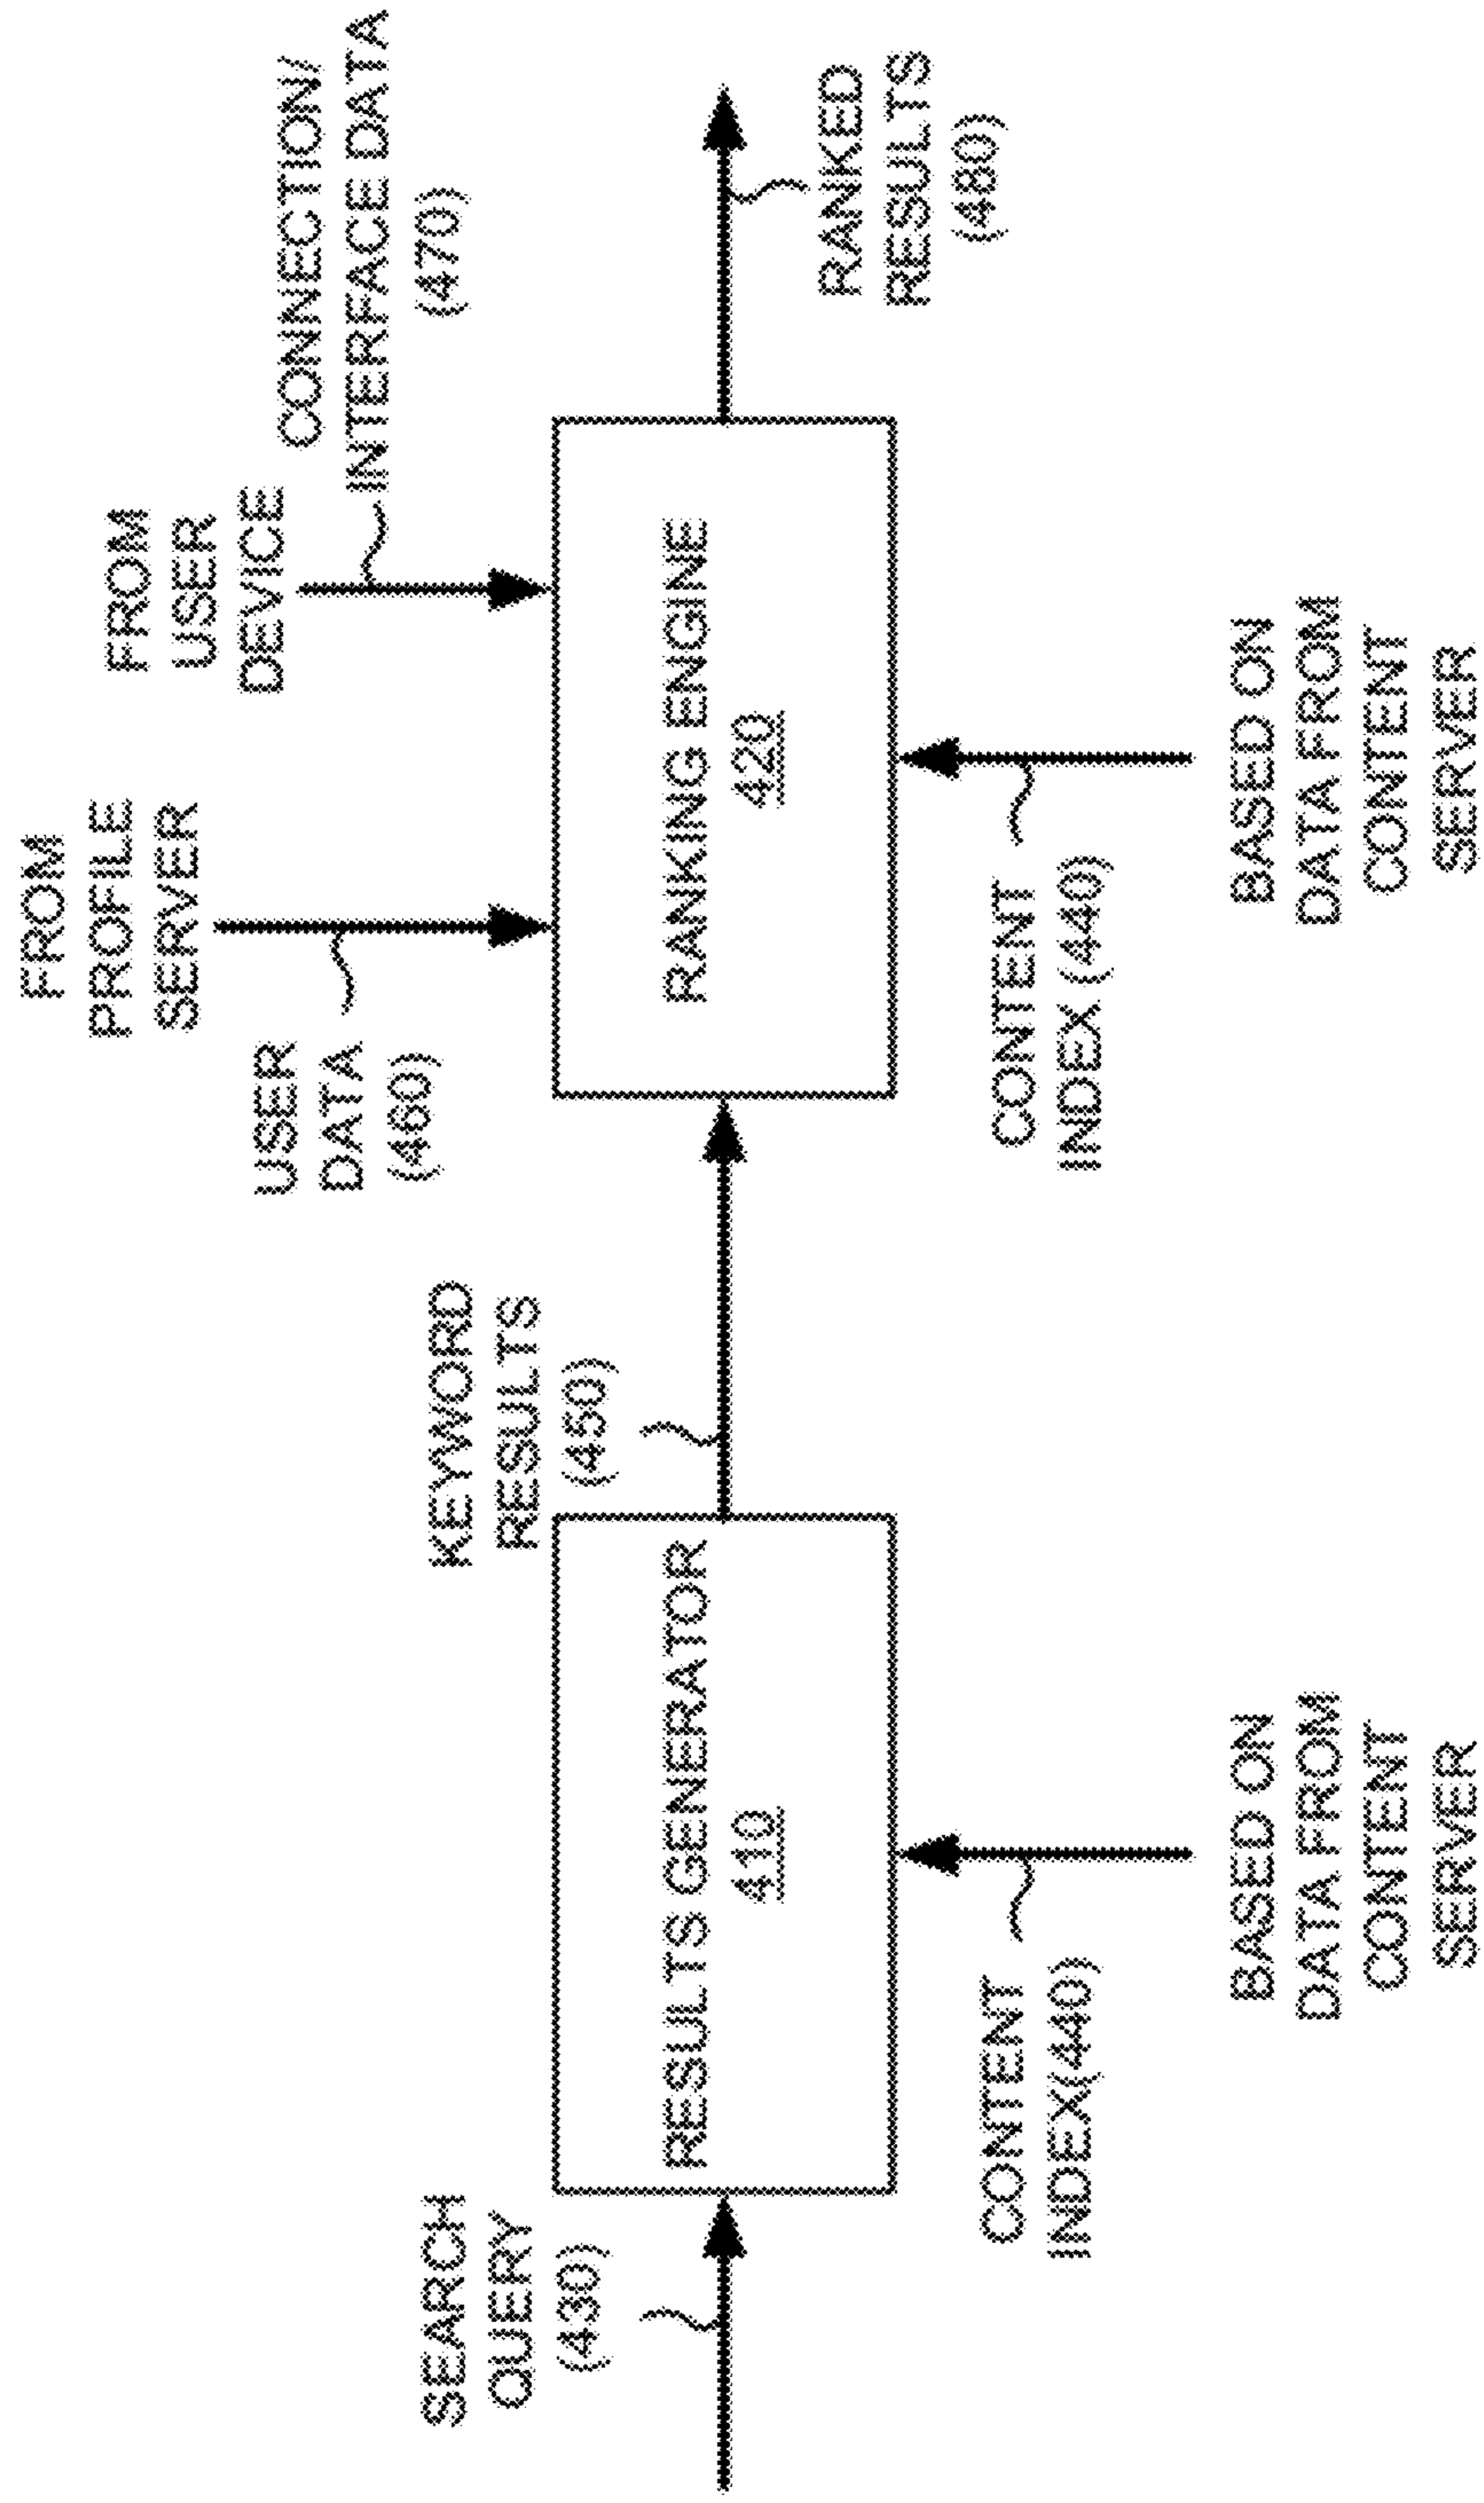 SEARCH
QUERY
(430)
RESULTS GENERATOR
410
CONTENT
INDEX(440)
BASED ON
DATA FROM
CONTENT
SERVER
KEYWORD
RESULTS
(450)
FROM
PROFILE
SERVER
USER
DATA
(460)
FROM
USER
DEVICE
CONNECTION/
INTERFACE DATA
(470)
RANKING ENGINE
420
CONTENT
INDEX (440)
BASED ON
DATA FROM
CONTENT
SERVER
RANKED
RESULTS
(480)